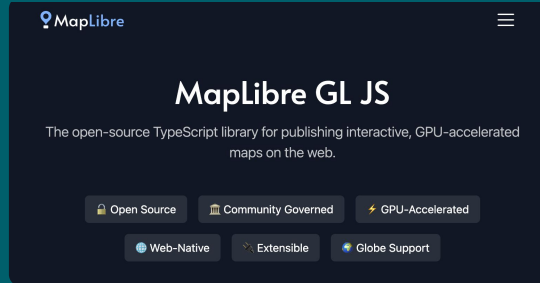 MapLibre
MapLibre GL JS
The open-source TypeScript library for publishing interactive, GPU-accelerated
maps on the web.
Open Source
Community Governed
GPU-Accelerated
Web-Native
Extensible
Globe Support